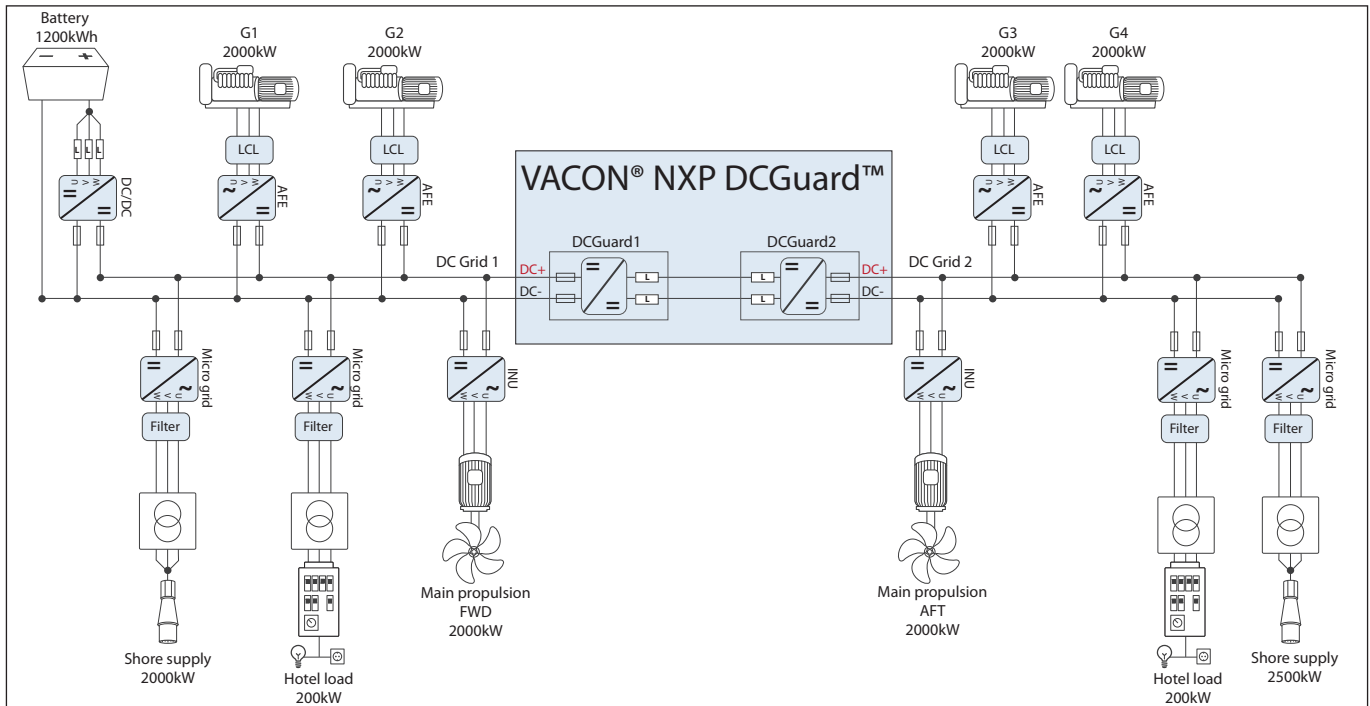 Battery
1200kWh
G1
2000kW
G2
2000kW
G3
2000kW
G4
2000kW
L L L
LCL
LCL
LCL
LCL
U V W
DC/DC
U V W
AFE
U V W
AFE
U V W
AFE
U V W
AFE
VACON® NXP DCGuard™
DCGuard1
DCGuard2
DC Grid 1
DC+
DC-
L
L
L
L
DC+
DC-
DC Grid 2
W V U
Micro grid
W V U
Micro grid
W V U
INU
W V U
INU
W V U
Micro grid
W V U
Micro grid
Filter
Filter
Filter
Filter
Main propulsion
FWD
2000kW
Main propulsion
AFT
2000kW
Shore supply
2000kW
Hotel load
200kW
Hotel load
200kW
Shore supply
2500kW